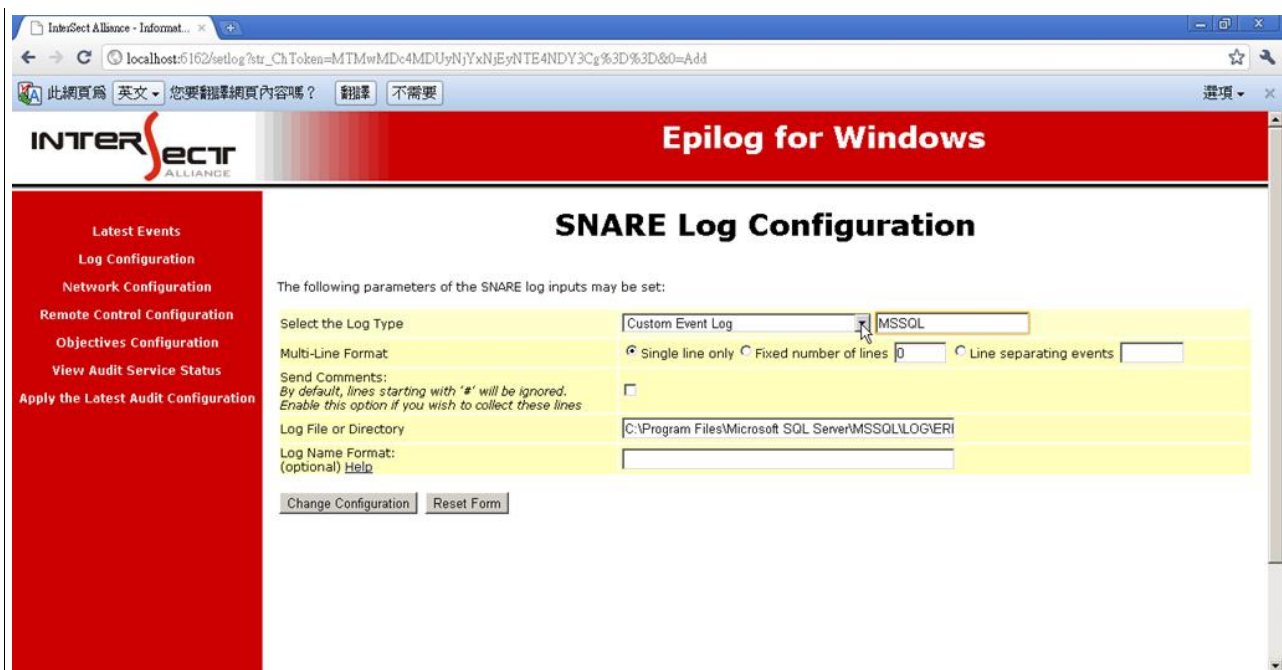 InterSect Alliance - Informat...
localhost:6162/setlog?str_ChToken=MTMwMDc4MDUyNjYxNjEyNTE4NDY3Cg%3D%3D&0=Add
此網頁為 英文 您要翻譯網頁內容嗎？ 翻譯 不需要 選項
INTERSECT
ALLIANCE
Epilog for Windows
Latest Events
Log Configuration
Network Configuration
Remote Control Configuration
Objectives Configuration
View Audit Service Status
Apply the Latest Audit Configuration
SNARE Log Configuration
The following parameters of the SNARE log inputs may be set:
Select the Log Type Custom Event Log MSSQL
Multi-Line Format Single line only Fixed number of lines 0 Line separating events
Send Comments:
By default, lines starting with '#' will be ignored.
Enable this option if you wish to collect these lines
Log File or Directory C:\Program Files\Microsoft SQL Server\MSSQL\LOG\ERI
Log Name Format:
(optional) Help
Change Configuration Reset Form